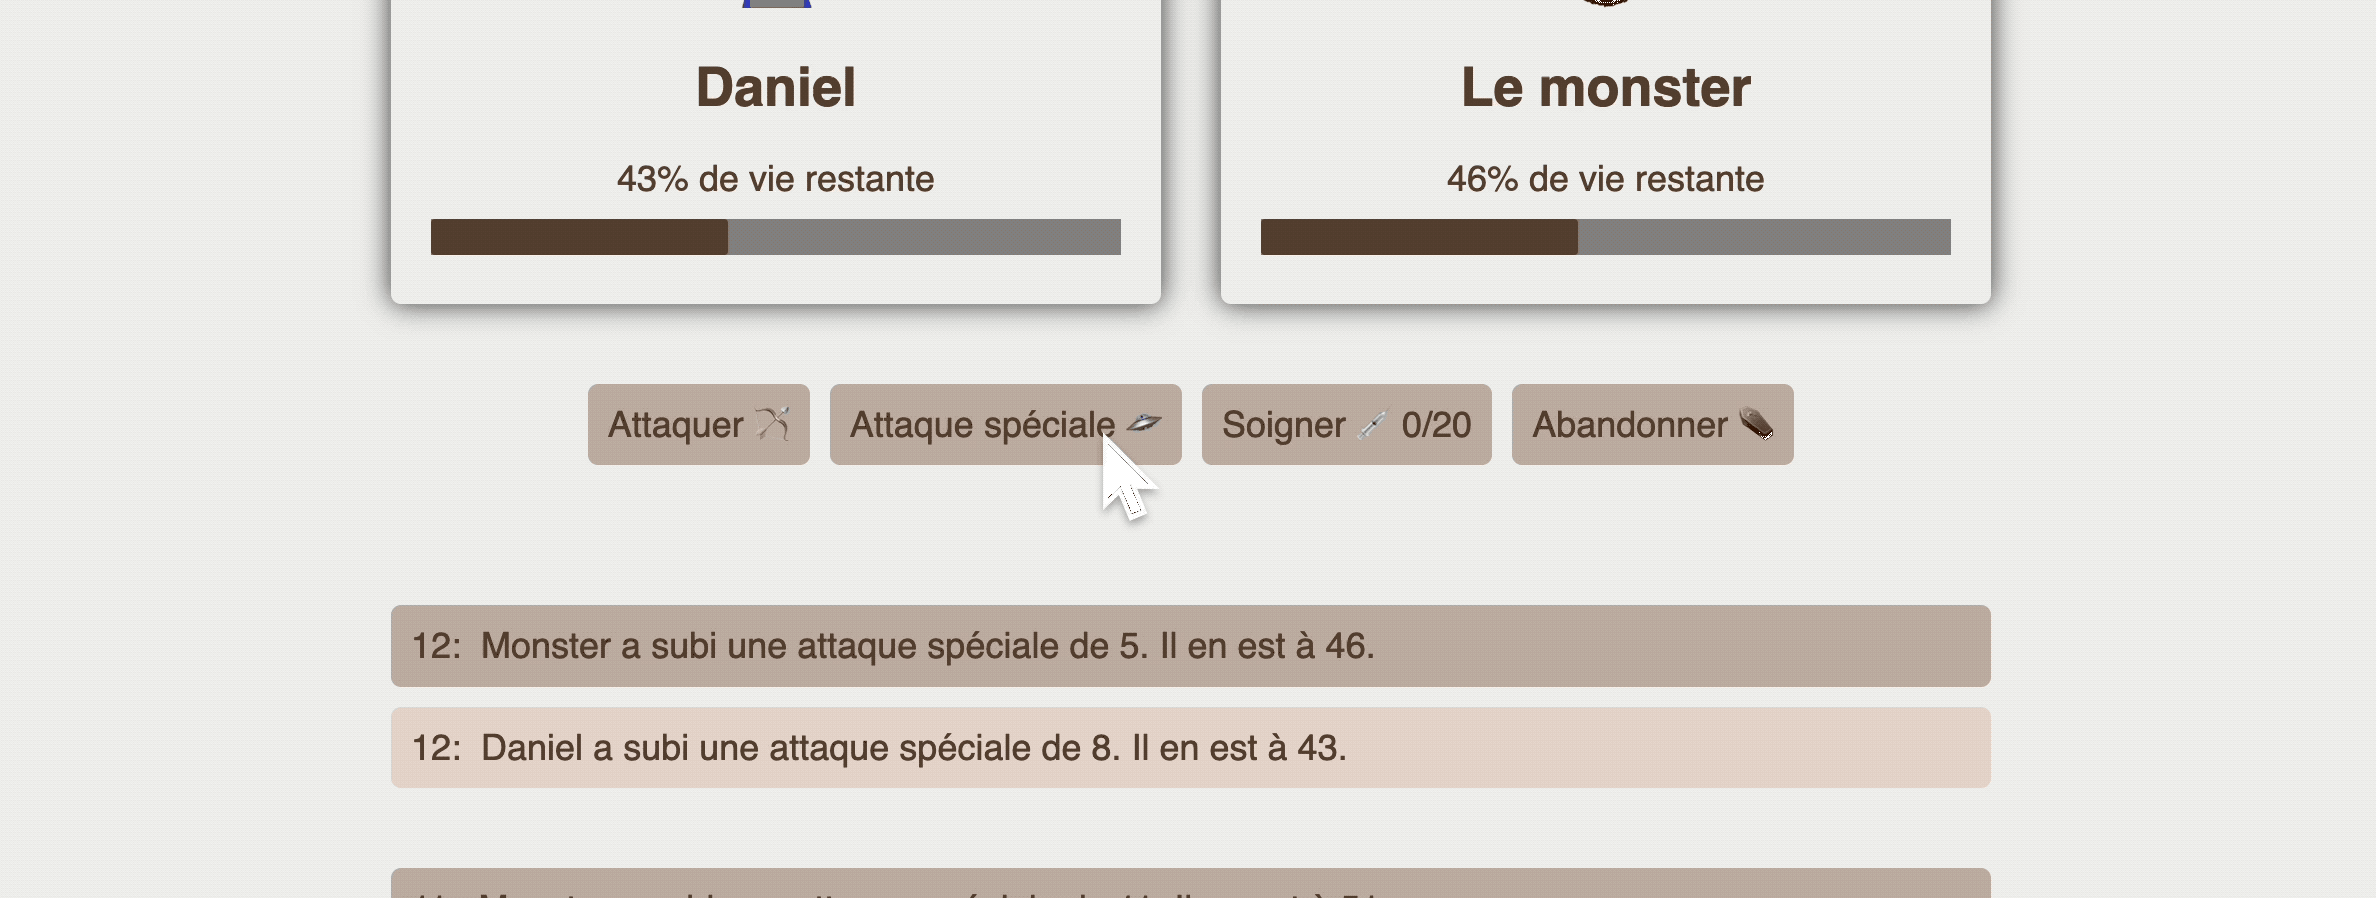 Daniel
Le monster
43% de vie restante
46% de vie restante
Attaquer
Attaque spéciale
Soigner 0/20
Abandonner
12: Monster a subi une attaque spéciale de 5. Il en est à 46.
12: Daniel a subi une attaque spéciale de 8. Il en est à 43.